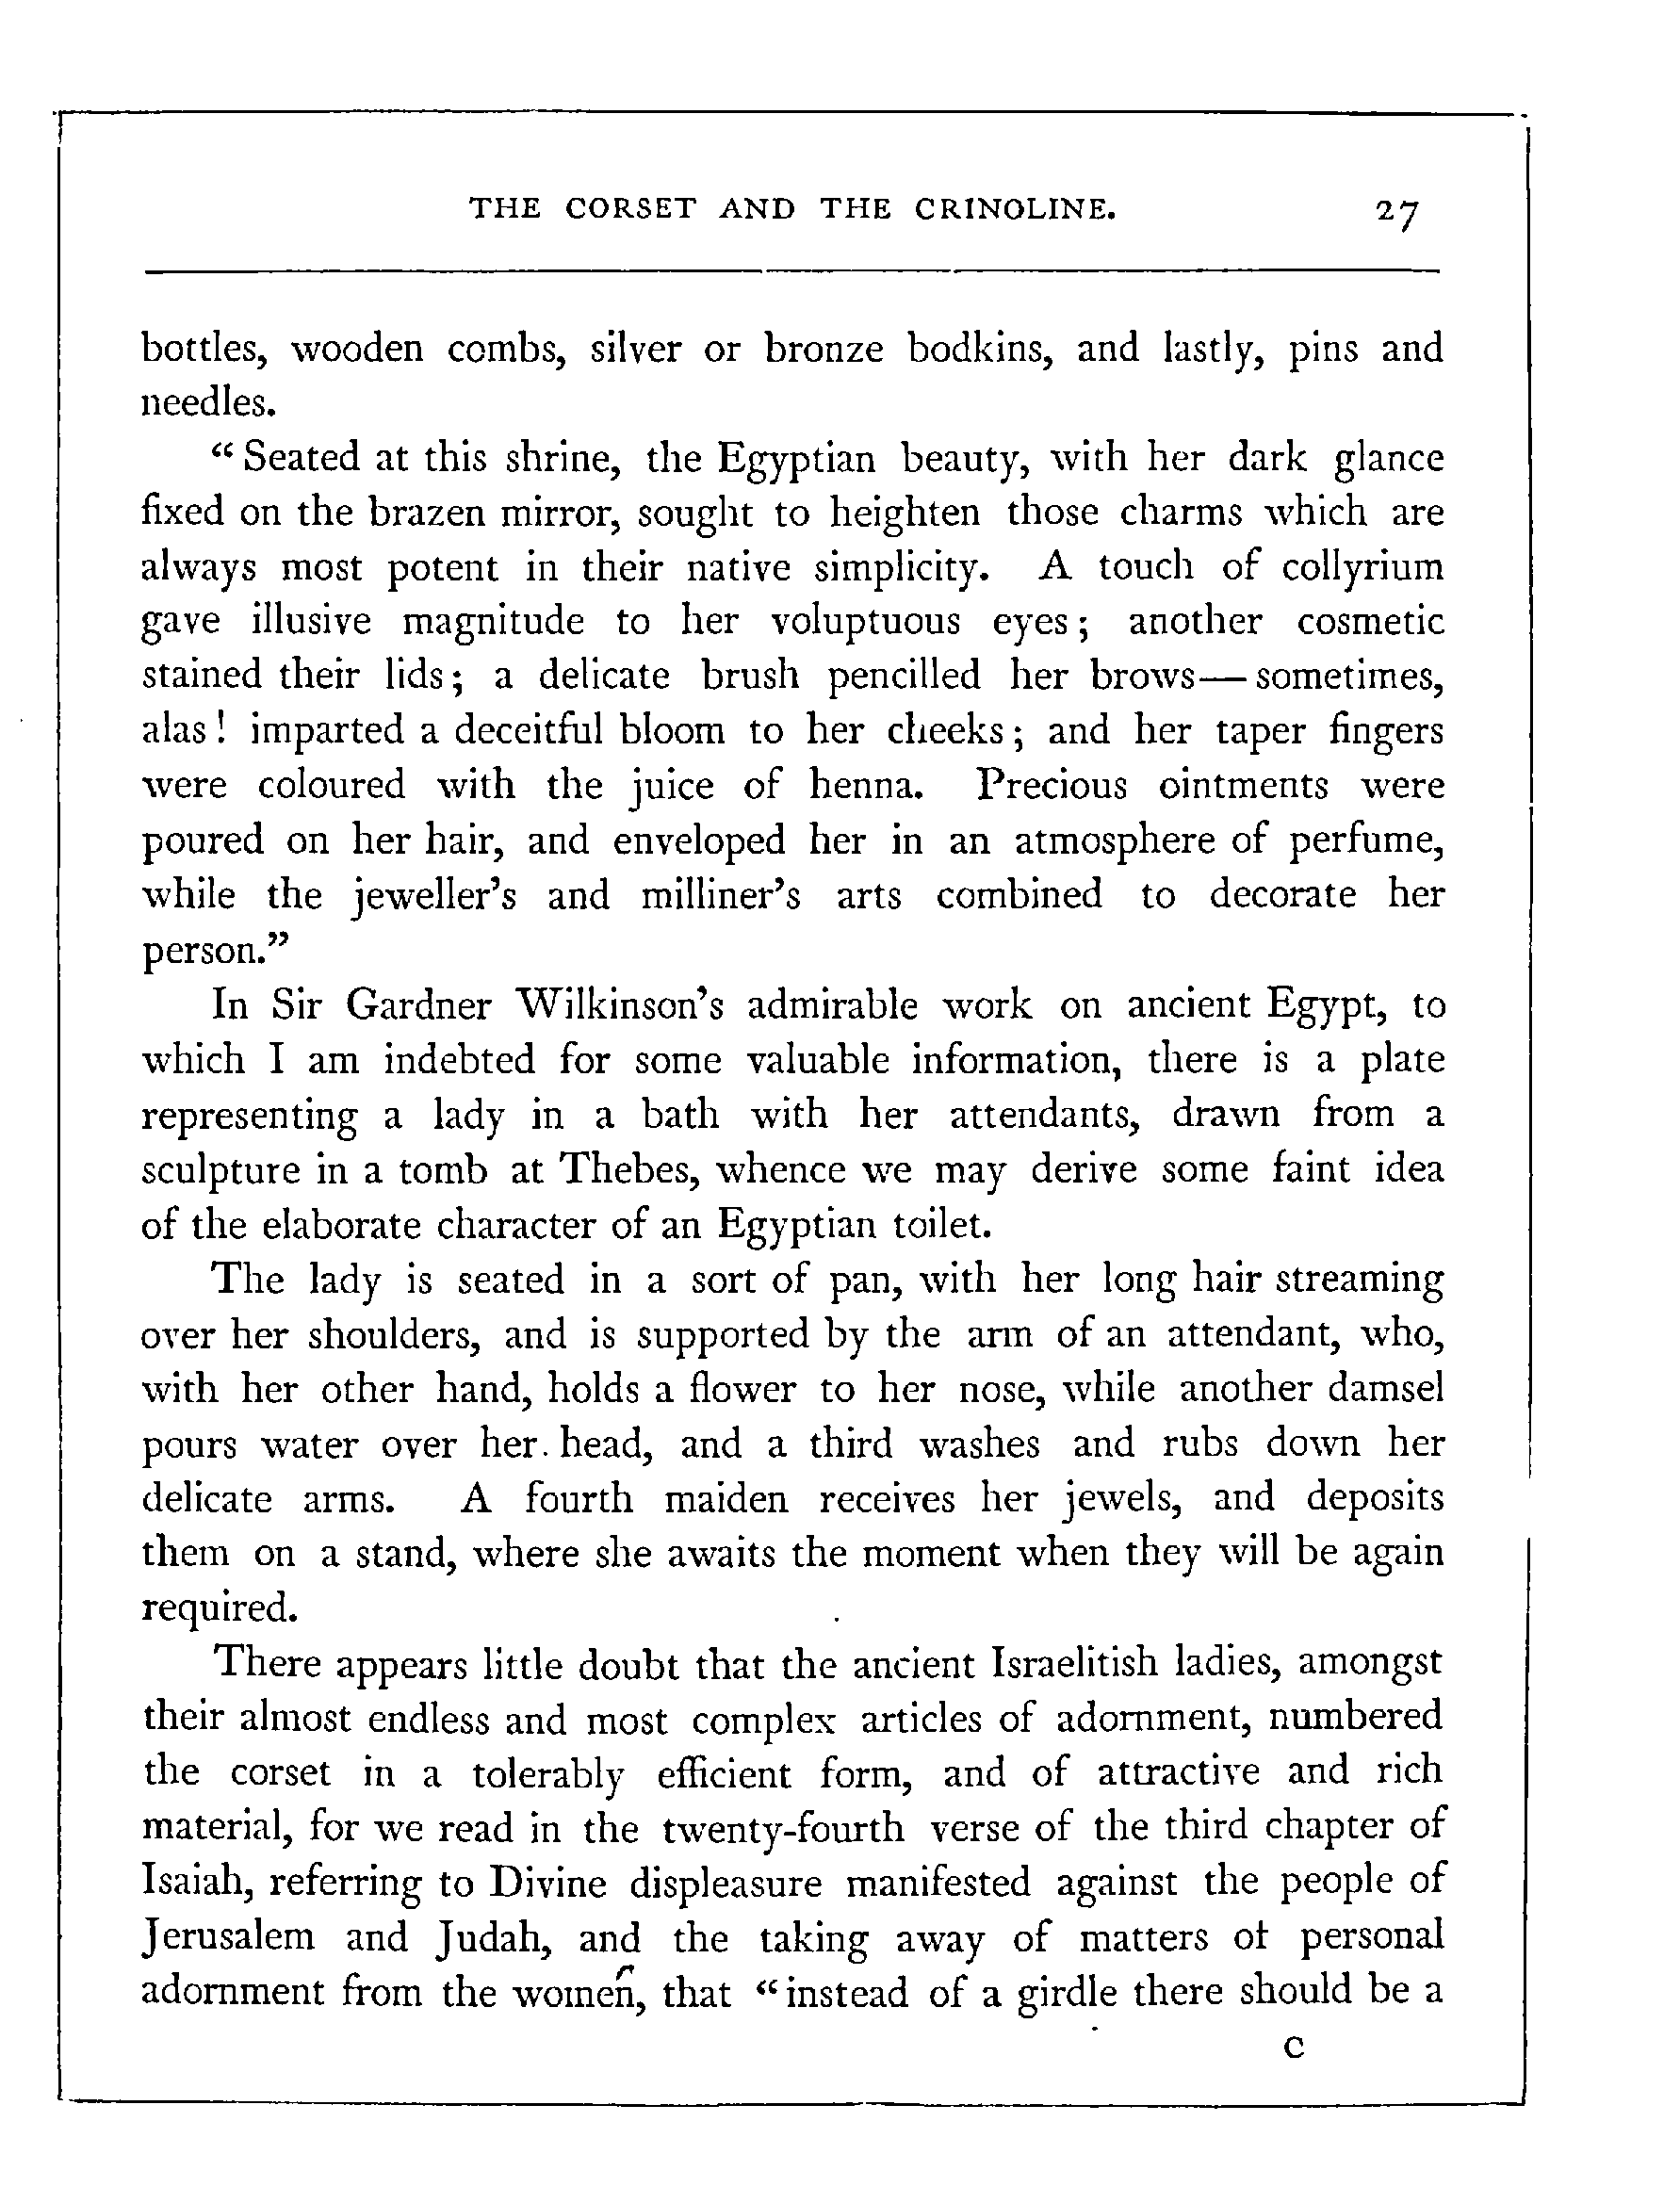 THE CORSET AND THE CRINOLINE. 27
bottles, wooden combs, silver or bronze bodkins, and lastly, pins and
needles.
“Seated at this shrine, the Egyptian beauty, with her dark glance
fixed on the brazen mirror, sought to heighten those charms which are
always most potent in their native simplicity. A touch of collyrium
gave illusive magnitude to her voluptuous eyes; another cosmetic
stained their lids; a delicate brush pencilled her brows—sometimes,
alas! imparted a deceitful bloom to her cheeks; and her taper fingers
were coloured with the juice of henna. Precious ointments were
poured on her hair, and enveloped her in an atmosphere of perfume,
while the jeweller’s and milliner’s arts combined to decorate her
person.”
In Sir Gardner Wilkinson’s admirable work on ancient Egypt, to
which I am indebted for some valuable information, there is a plate
representing a lady in a bath with her attendants, drawn from a
sculpture in a tomb at Thebes, whence we may derive some faint idea
of the elaborate character of an Egyptian toilet.
The lady is seated in a sort of pan, with her long hair streaming
over her shoulders, and is supported by the arm of an attendant, who,
with her other hand, holds a flower to her nose, while another damsel
pours water over her head, and a third washes and rubs down her
delicate arms. A fourth maiden receives her jewels, and deposits
them on a stand, where she awaits the moment when they will be again
required.
There appears little doubt that the ancient Israelitish ladies, amongst
their almost endless and most complex articles of adornment, numbered
the corset in a tolerably efficient form, and of attractive and rich
material, for we read in the twenty-fourth verse of the third chapter of
Isaiah, referring to Divine displeasure manifested against the people of
Jerusalem and Judah, and the taking away of matters of personal
adornment from the women, that “instead of a girdle there should be a
C